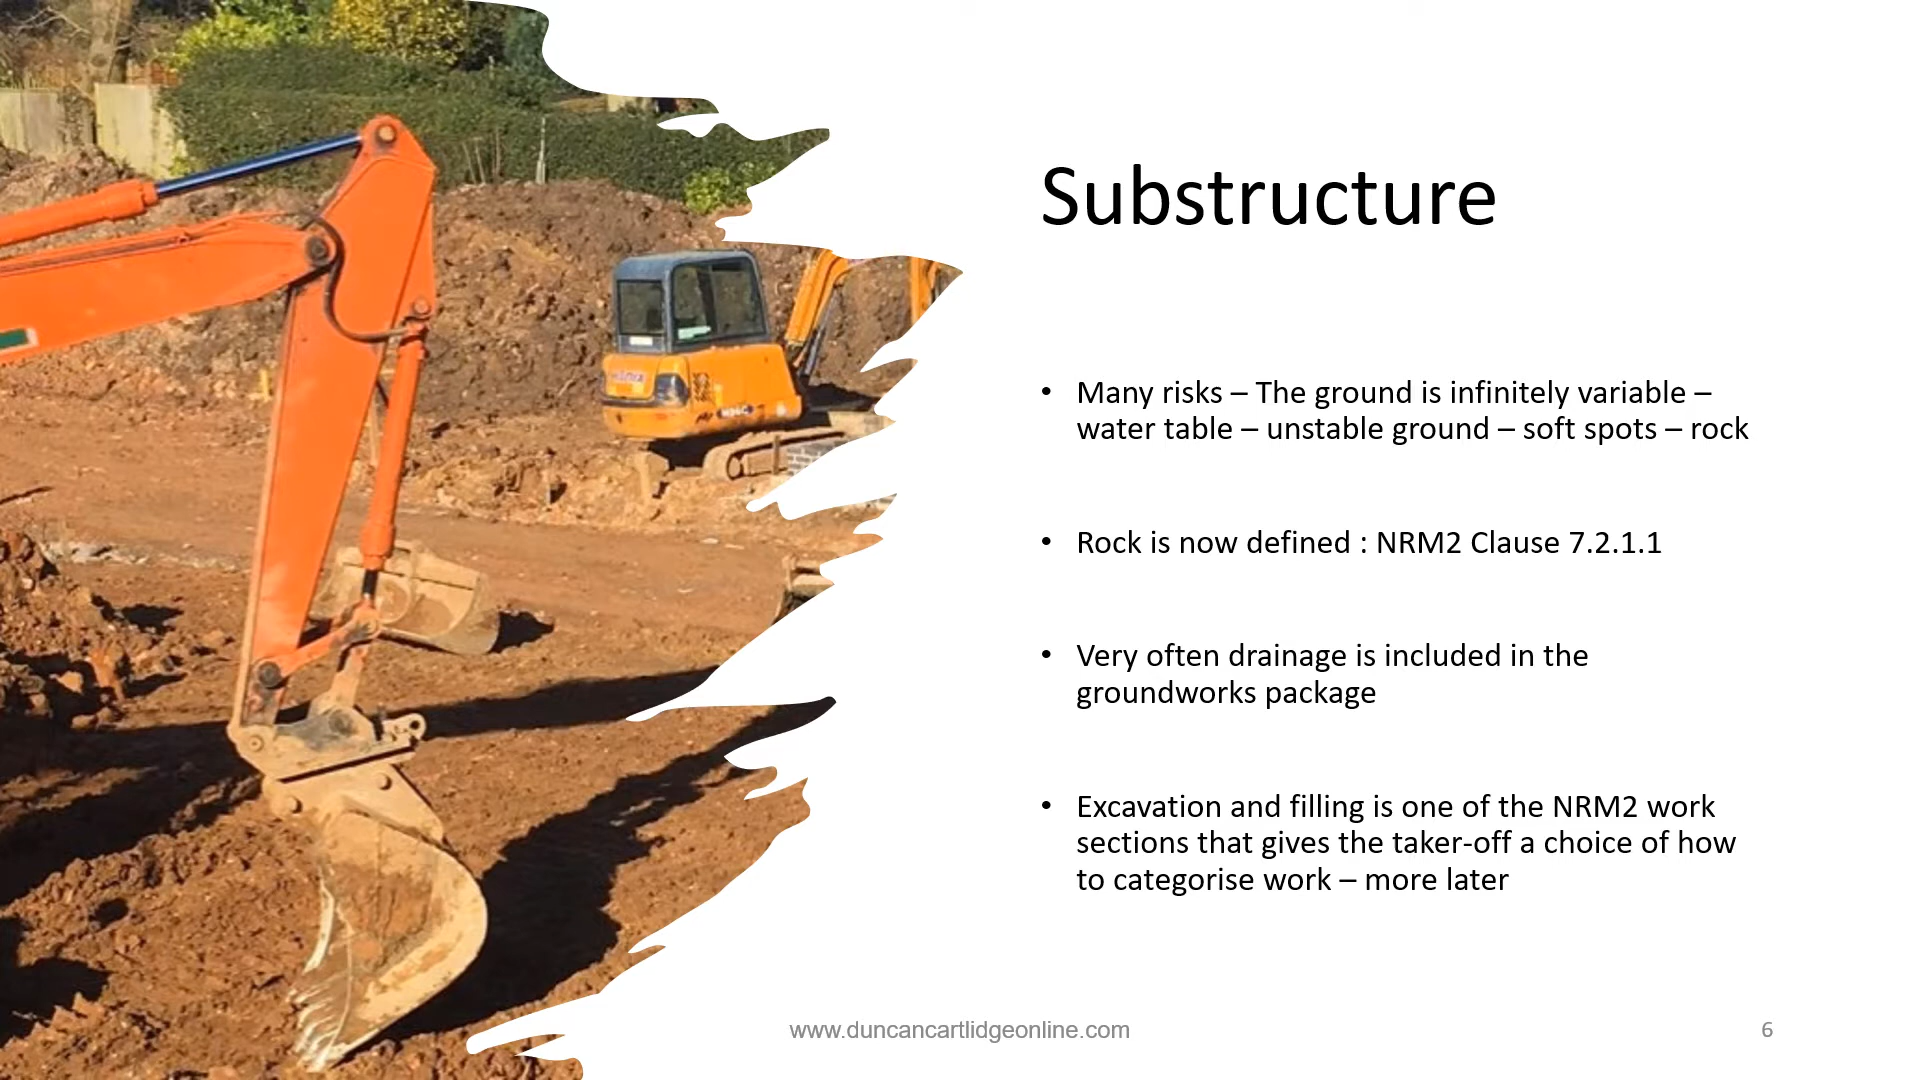 Substructure
• Many risks – The ground is infinitely variable –
water table – unstable ground – soft spots – rock
• Rock is now defined : NRM2 Clause 7.2.1.1
• Very often drainage is included in the
groundworks package
• Excavation and filling is one of the NRM2 work
sections that gives the taker-off a choice of how
to categorise work – more later
www.duncancartlidgeonline.com
6